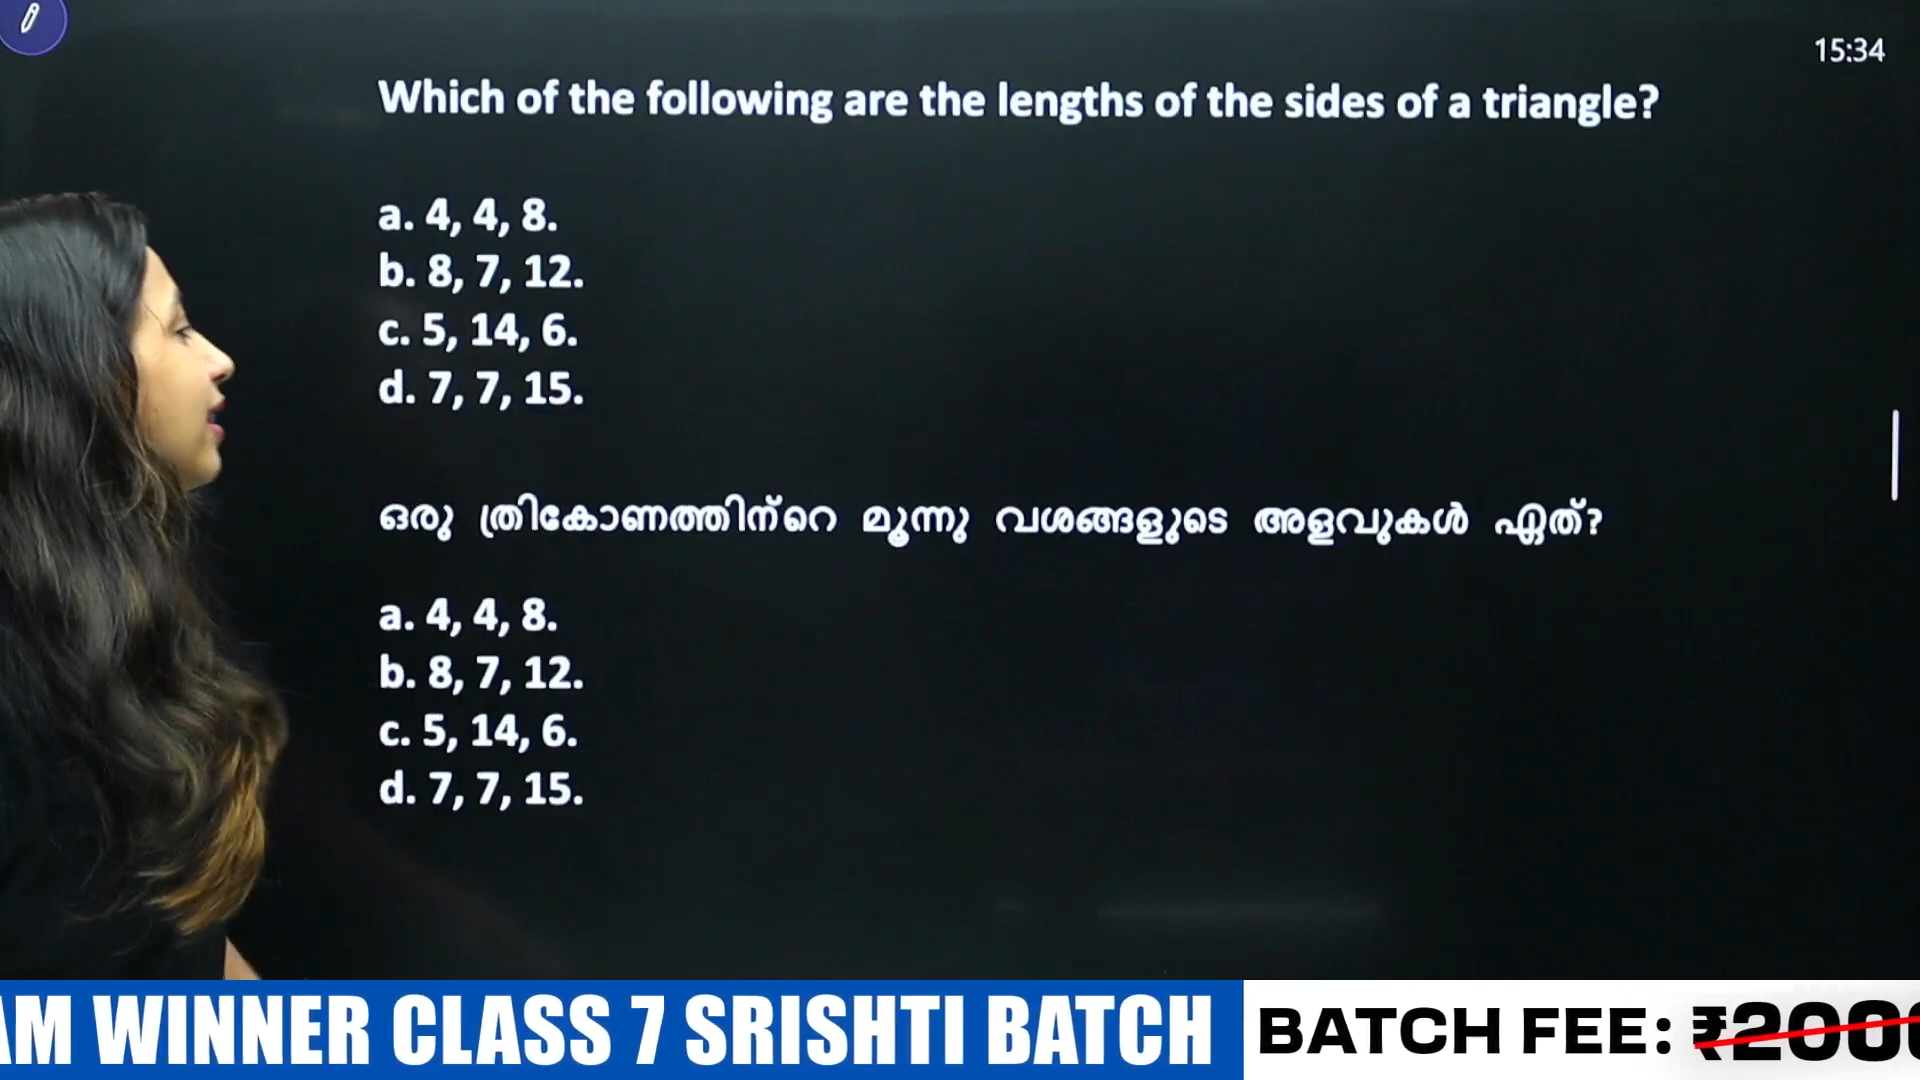 15:34
Which of the following are the lengths of the sides of a triangle?
a. 4, 4, 8.
b. 8, 7, 12.
c. 5, 14, 6.
d. 7, 7, 15.
ഒരു ത്രികോണത്തിന്റെ മൂന്നു വശങ്ങളുടെ അളവുകൾ ഏത്?
a. 4, 4, 8.
b. 8, 7, 12.
c. 5, 14, 6.
d. 7, 7, 15.
AM WINNER CLASS 7 SRISHTI BATCH BATCH FEE: ₹2000